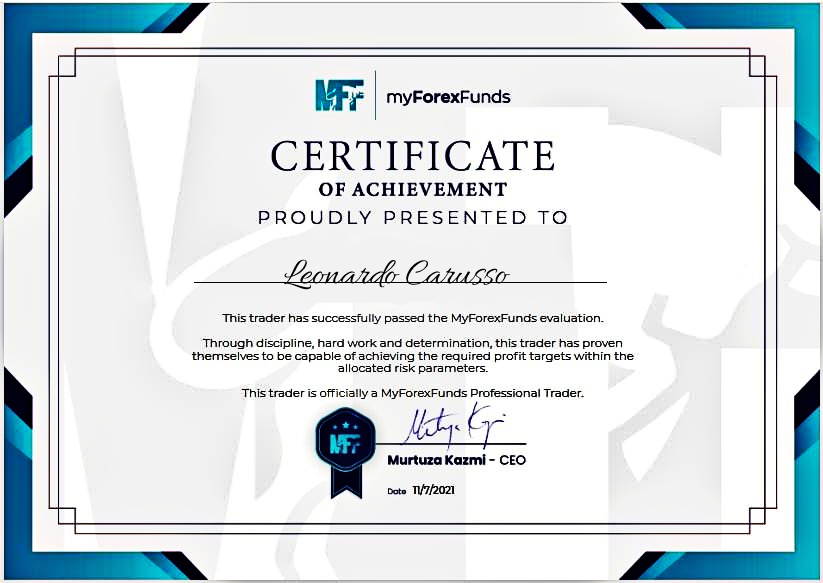 MFF myForexFunds
CERTIFICATE
OF ACHIEVEMENT
PROUDLY PRESENTED TO
Leonardo Carusso
This trader has successfully passed the MyForexFunds evaluation.
Through discipline, hard work and determination, this trader has proven
themselves to be capable of achieving the required profit targets within the
allocated risk parameters.
This trader is officially a MyForexFunds Professional Trader.
MFF
Murtuza Kazmi - CEO
Date 11/7/2021